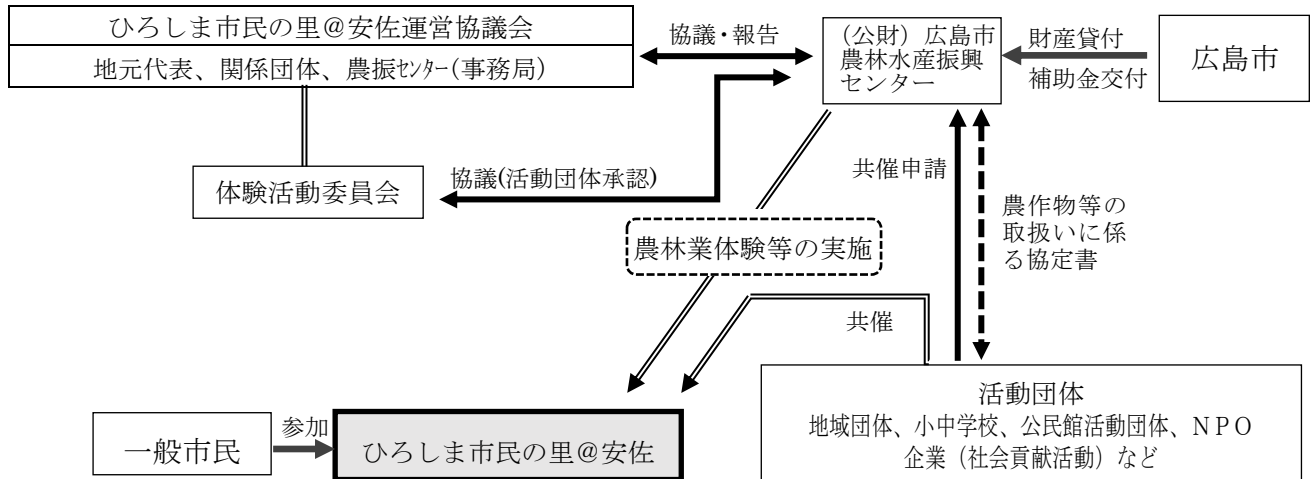 ひろしま市民の里@安佐運営協議会
地元代表、関係団体、農振ｾﾝﾀｰ(事務局)
協議・報告
（公財）広島市
農林水産振興
センター
財産貸付
補助金交付
広島市
体験活動委員会
協議(活動団体承認)
共催申請
農作物等の
取扱いに係
る協定書
農林業体験等の実施
共催
活動団体
地域団体、小中学校、公民館活動団体、ＮＰＯ
企業（社会貢献活動）など
一般市民
参加
ひろしま市民の里@安佐